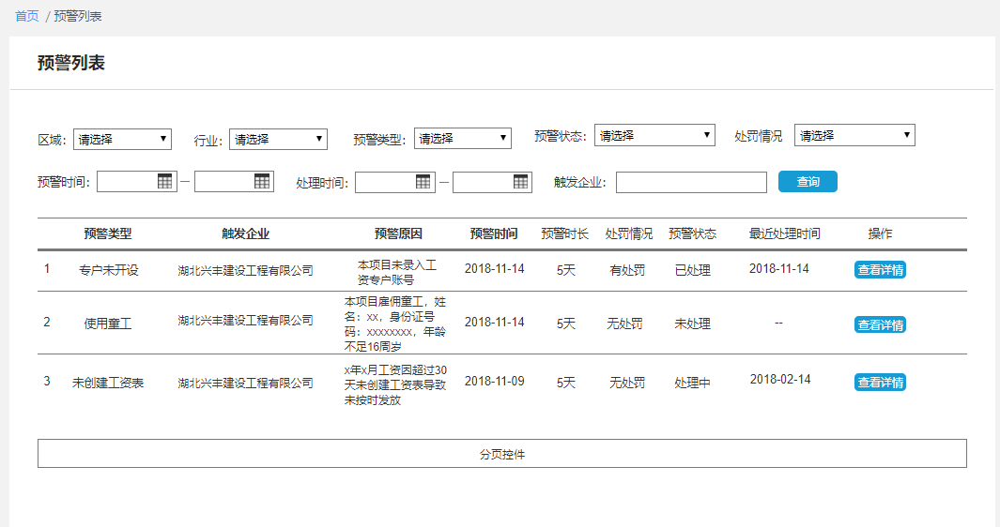 首页 / 预警列表
预警列表
区域： 请选择 行业： 请选择 预警类型： 请选择 预警状态： 请选择 处罚情况 请选择
预警时间： — 处理时间： — 触发企业： 查询
预警类型 触发企业 预警原因 预警时间 预警时长 处罚情况 预警状态 最近处理时间 操作
1 专户未开设 湖北兴丰建设工程有限公司 本项目未录入工 2018-11-14 5天 有处罚 已处理 2018-11-14 查看详情
资专户账号
本项目雇佣童工，姓
2 使用童工 湖北兴丰建设工程有限公司 名：xx，身份证号 2018-11-14 5天 无处罚 未处理 -- 查看详情
码：xxxxxxxx，年龄
不足16周岁
x年x月工资因超过30
3 未创建工资表 湖北兴丰建设工程有限公司 天未创建工资表导致 2018-11-09 5天 无处罚 处理中 2018-02-14 查看详情
未按时发放
分页控件